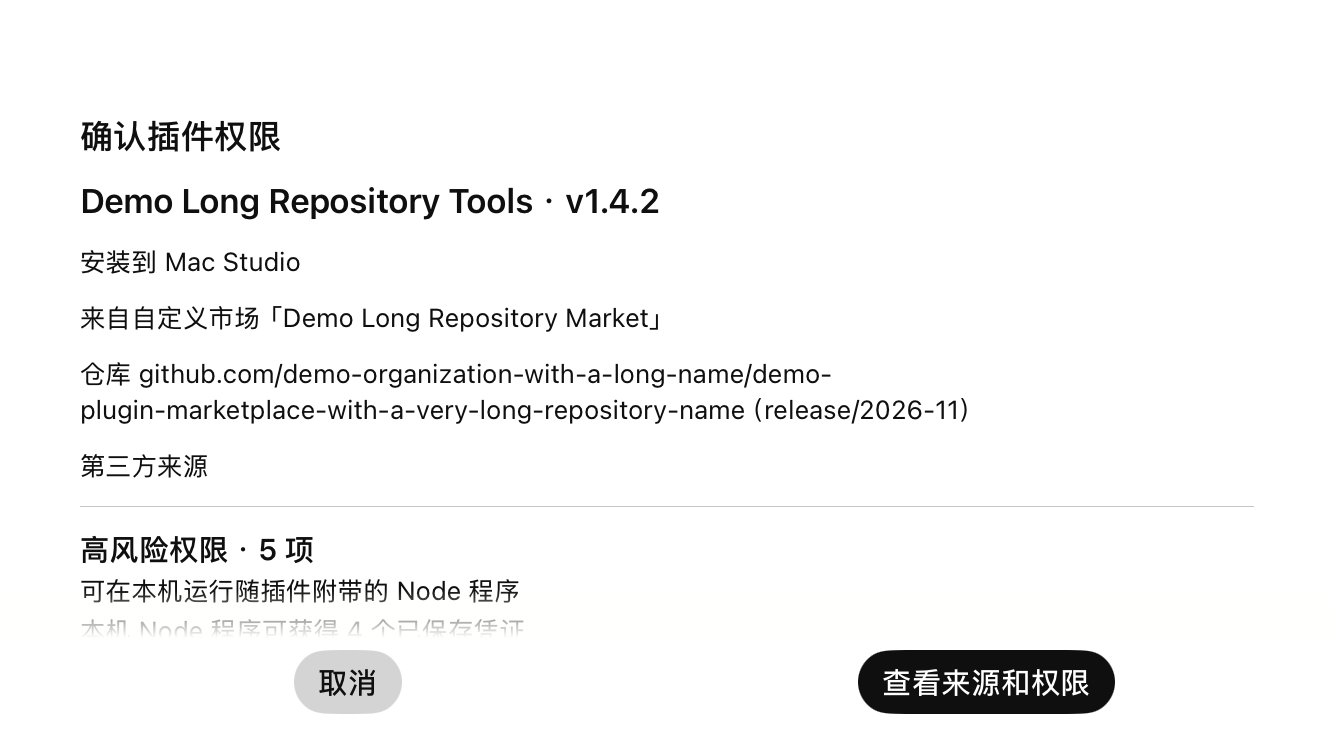 确认插件权限
Demo Long Repository Tools · v1.4.2
安装到 Mac Studio
来自自定义市场「Demo Long Repository Market」
仓库 github.com/demo-organization-with-a-long-name/demo-
plugin-marketplace-with-a-very-long-repository-name (release/2026-11)
第三方来源
高风险权限 · 5 项
可在本机运行随插件附带的 Node 程序
本机 Node 程序可获得 4 个已保存凭证
取消
查看来源和权限